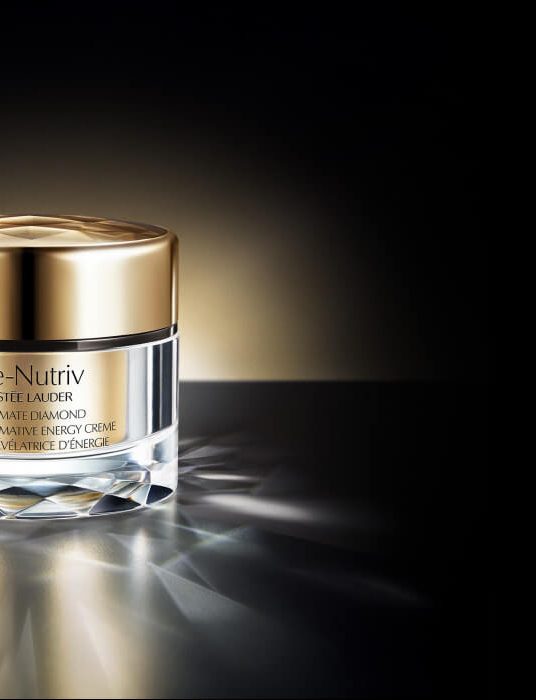 e-Nutriv
STĒE LAUDER
MATE DIAMOND
MATIVE ENERGY CREME
VÉLATRICE D'ÉNERGIE